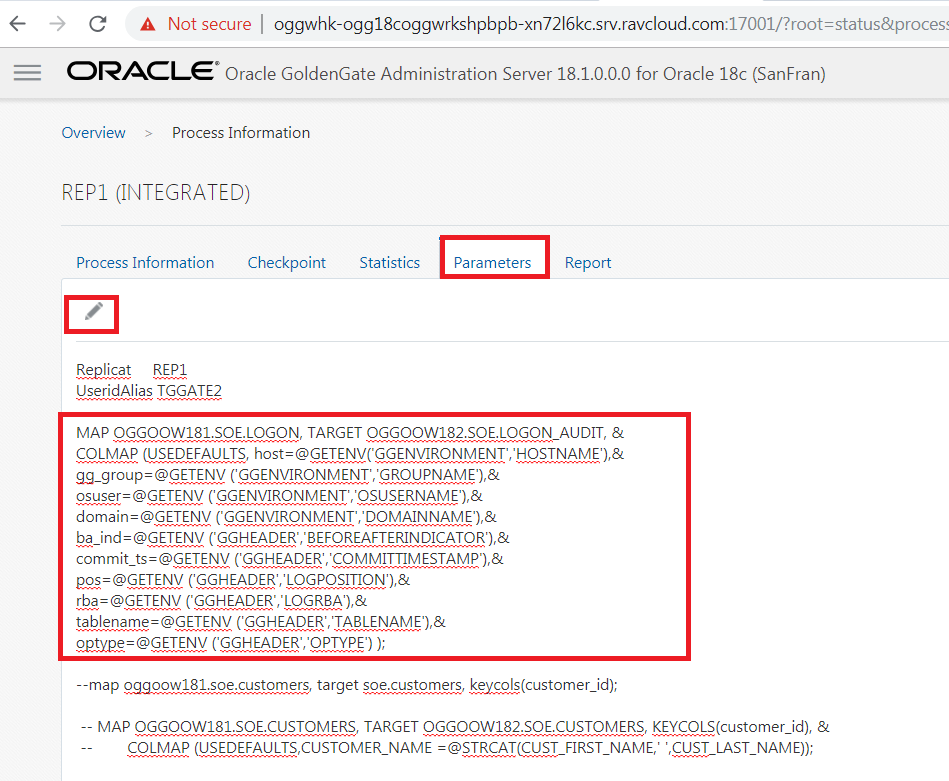 Not secure | oggwhk-ogg18coggwrkshpbpb-xn72l6kc.srv.ravcloud.com:17001/?root=status&proces
ORACLE® Oracle GoldenGate Administration Server 18.1.0.0.0 for Oracle 18c (SanFran)
Overview > Process Information
REP1 (INTEGRATED)
Process Information Checkpoint Statistics Parameters Report
Replicat REP1
UseridAlias TGGATE2
MAP OGGOOW181.SOE.LOGON, TARGET OGGOOW182.SOE.LOGON_AUDIT, &
COLMAP (USEDEFAULTS, host=@GETENV('GGENVIRONMENT','HOSTNAME'),&
gg_group=@GETENV ('GGENVIRONMENT','GROUPNAME'),&
osuser=@GETENV ('GGENVIRONMENT','OSUSERNAME'),&
domain=@GETENV ('GGENVIRONMENT','DOMAINNAME'),&
ba_ind=@GETENV ('GGHEADER','BEFOREAFTERINDICATOR'),&
commit_ts=@GETENV ('GGHEADER','COMMITTIMESTAMP'),&
pos=@GETENV ('GGHEADER','LOGPOSITION'),&
rba=@GETENV ('GGHEADER','LOGRBA'),&
tablename=@GETENV ('GGHEADER','TABLENAME'),&
optype=@GETENV ('GGHEADER','OPTYPE') );
--map oggoow181.soe.customers, target soe.customers, keycols(customer_id);
-- MAP OGGOOW181.SOE.CUSTOMERS, TARGET OGGOOW182.SOE.CUSTOMERS, KEYCOLS(customer_id), &
-- COLMAP (USEDEFAULTS,CUSTOMER_NAME =@STRCAT(CUST_FIRST_NAME,' ',CUST_LAST_NAME));